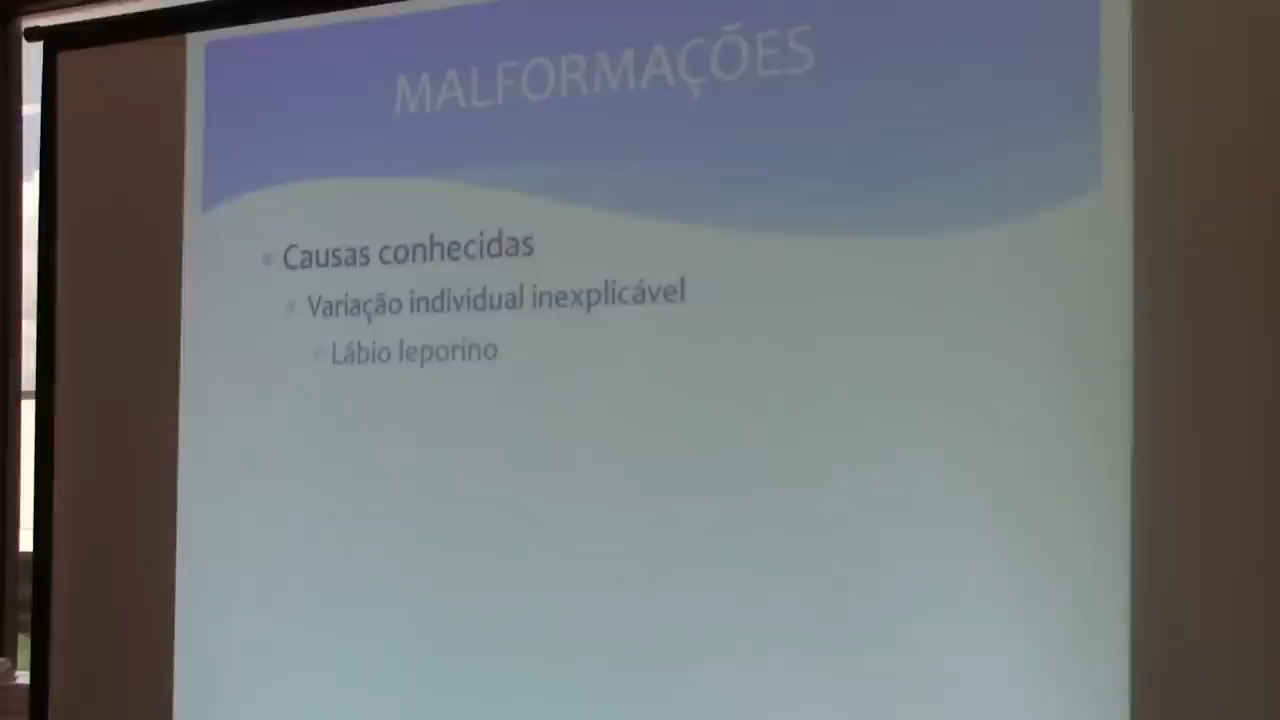 MALFORMAÇÕES
Causas conhecidas
Variação individual inexplicável
Lábio leporino